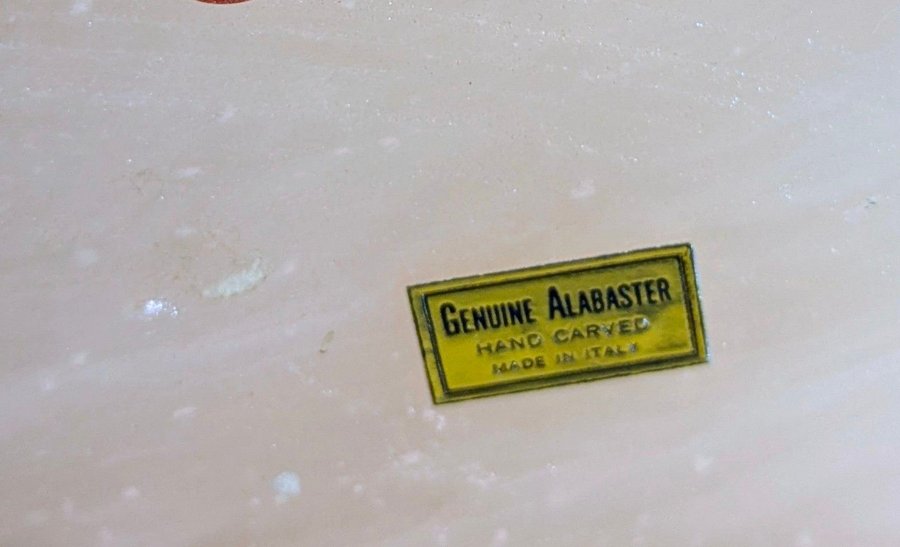 GENUINE ALABASTER
HAND CARVED
MADE IN ITALY